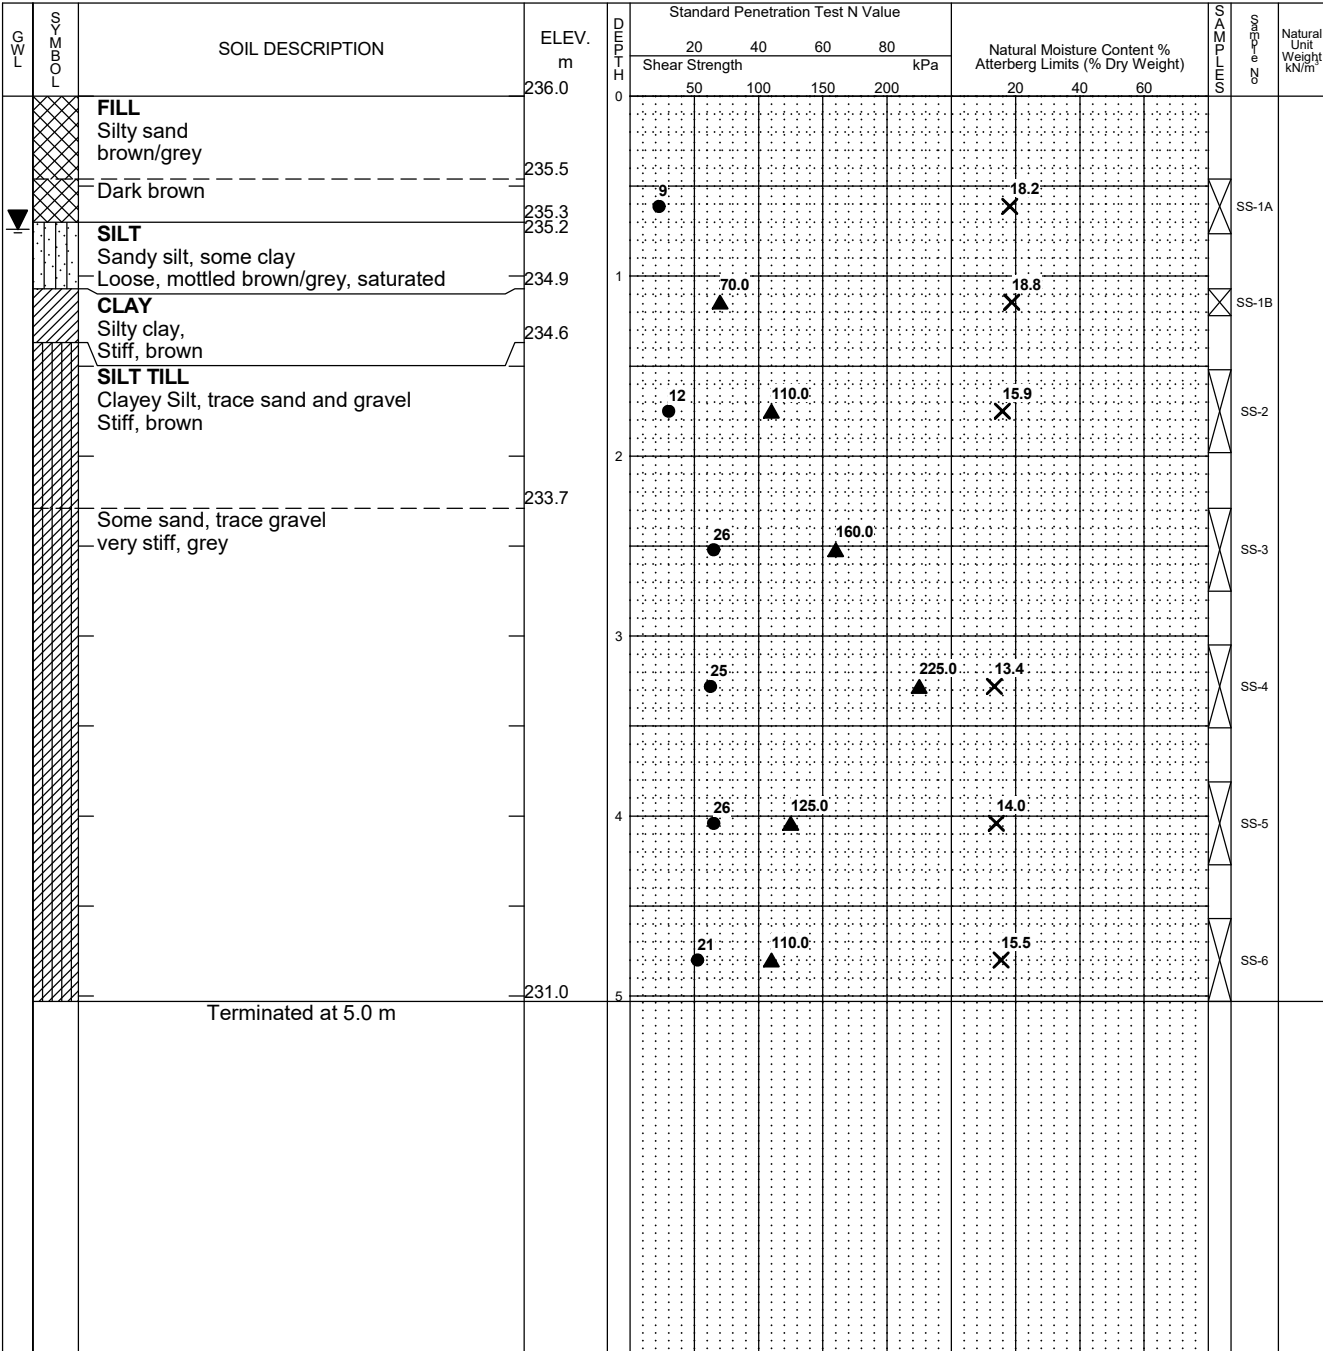 GWL
SYMBOL
SOIL DESCRIPTION
ELEV.
m
236.0
DEPTH
Standard Penetration Test N Value
20 40 60 80
Shear Strength kPa
50 100 150 200
Natural Moisture Content %
Atterberg Limits (% Dry Weight)
20 40 60
SAMPLES
Sample No
Natural
Unit
Weight
kN/m³
0
FILL
Silty sand
brown/grey
235.5
Dark brown
9
18.2
SS-1A
235.3
235.2
SILT
Sandy silt, some clay
Loose, mottled brown/grey, saturated
234.9
1
70.0
18.8
SS-1B
CLAY
Silty clay,
Stiff, brown
234.6
SILT TILL
Clayey Silt, trace sand and gravel
Stiff, brown
12
110.0
15.9
SS-2
2
233.7
Some sand, trace gravel
very stiff, grey
26
160.0
SS-3
3
25
225.0
13.4
SS-4
26
125.0
14.0
4
SS-5
21
110.0
15.5
SS-6
231.0
5
Terminated at 5.0 m